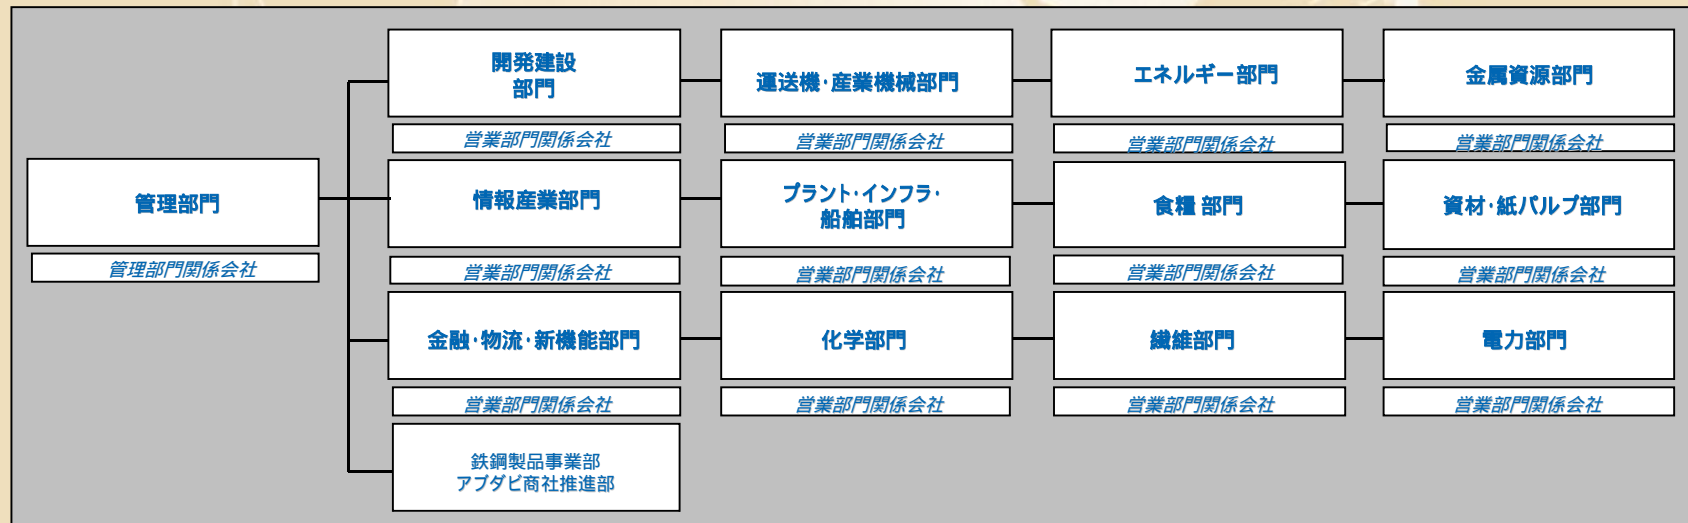 開発建設
部門
運送機・産業機械部門
エネルギー部門
金属資源部門
営業部門関係会社
営業部門関係会社
営業部門関係会社
営業部門関係会社
管理部門
情報産業部門
プラント・インフラ・
船舶部門
食糧 部門
資材・紙パルプ部門
管理部門関係会社
営業部門関係会社
営業部門関係会社
営業部門関係会社
営業部門関係会社
金融・物流・新機能部門
化学部門
繊維部門
電力部門
営業部門関係会社
営業部門関係会社
営業部門関係会社
営業部門関係会社
鉄鋼製品事業部
アブダビ商社推進部